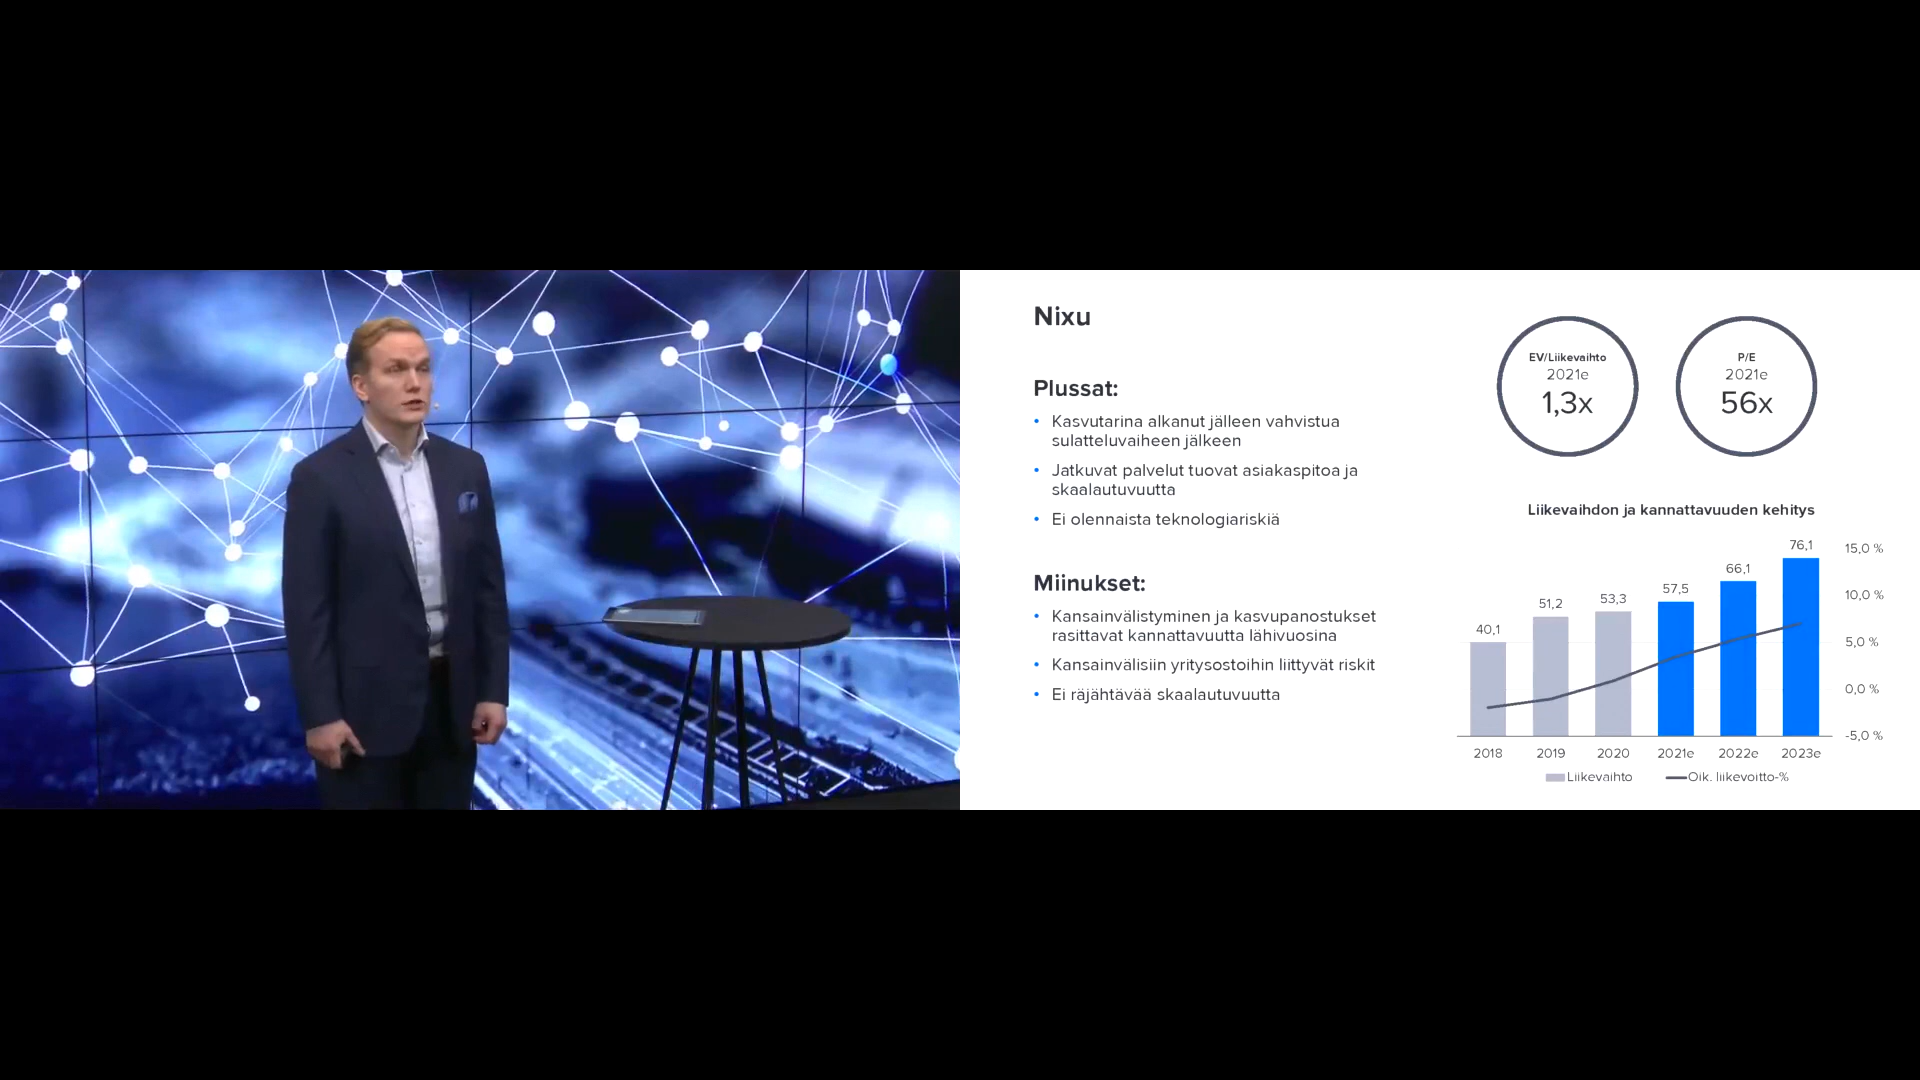 Nixu
Plussat:
• Kasvutarina alkanut jälleen vahvistua
sulatteluvaiheen jälkeen
• Jatkuvat palvelut tuovat asiakaspitoa ja
skaalautuvuutta
• Ei olennaista teknologiariskiä
Miinukset:
• Kansainvälistyminen ja kasvupanostukset
rasittavat kannattavuutta lähivuosina
• Kansainvälisiin yritysostoihin liittyvät riskit
• Ei räjähtävää skaalautuvuutta
EV/Liikevaihto
2021e
1,3x
P/E
2021e
56x
Liikevaihdon ja kannattavuuden kehitys
40,1
51,2
53,3
57,5
66,1
76,1
15,0 %
10,0 %
5,0 %
0,0 %
-5,0 %
2018 2019 2020 2021e 2022e 2023e
Liikevaihto Oik. liikevoitto-%